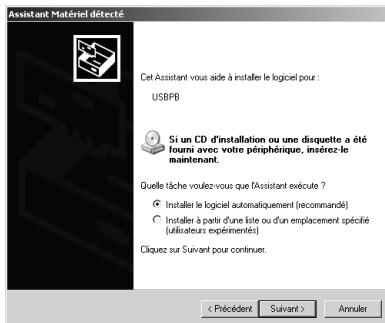 Assistant Matériel détecté
Cet Assistant vous aide à installer le logiciel pour :
USBPB
Si un CD d'installation ou une disquette a été
fourni avec votre périphérique, insérez-le
maintenant.
Quelle tâche voulez-vous que l'Assistant exécute ?
Installer le logiciel automatiquement (recommandé)
Installer à partir d'une liste ou d'un emplacement spécifié
(utilisateurs expérimentés)
Cliquez sur Suivant pour continuer.
< Précédent Suivant > Annuler